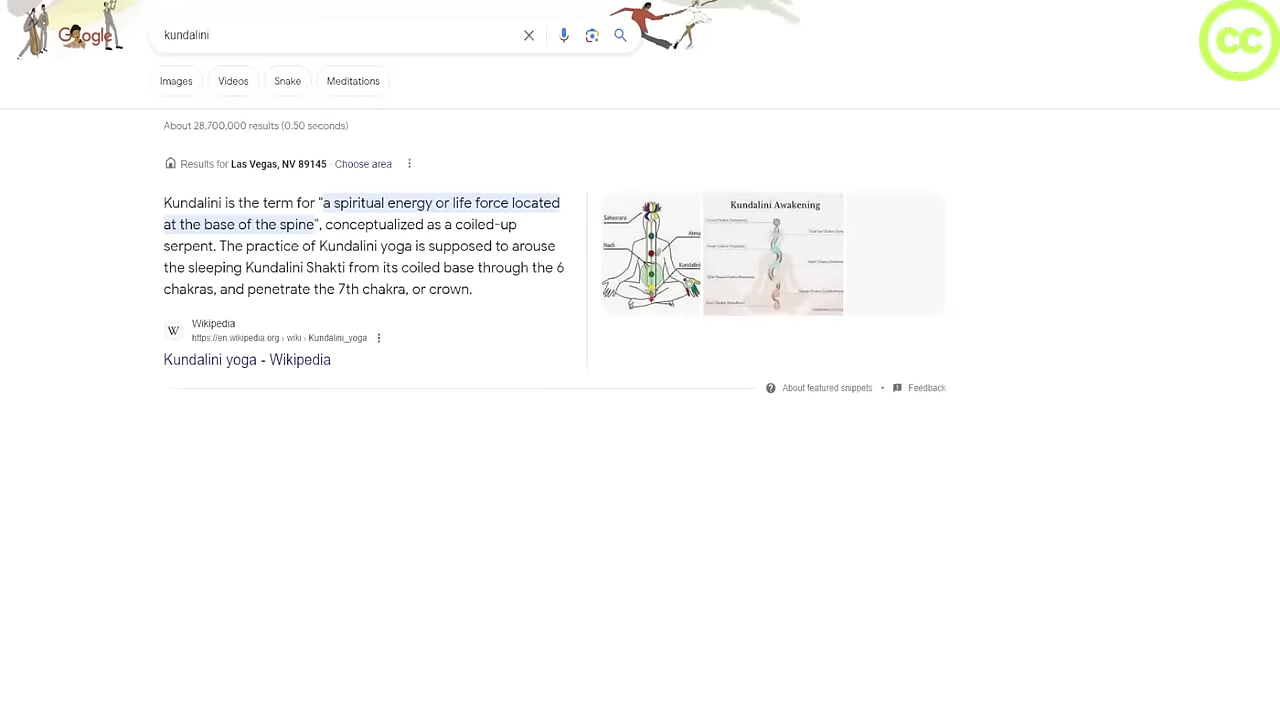 Google
kundalini
CC
Images
Videos
Snake
Meditations
About 28,700,000 results (0.50 seconds)
Results for Las Vegas, NV 89145 · Choose area
Kundalini is the term for "a spiritual energy or life force located
at the base of the spine", conceptualized as a coiled-up
serpent. The practice of Kundalini yoga is supposed to arouse
the sleeping Kundalini Shakti from its coiled base through the 6
chakras, and penetrate the 7th chakra, or crown.
Sahasrara
Nadi
Kundalini
Kundalini Awakening
W
Wikipedia
https://en.wikipedia.org › wiki › Kundalini_yoga
Kundalini yoga - Wikipedia
About featured snippets • Feedback